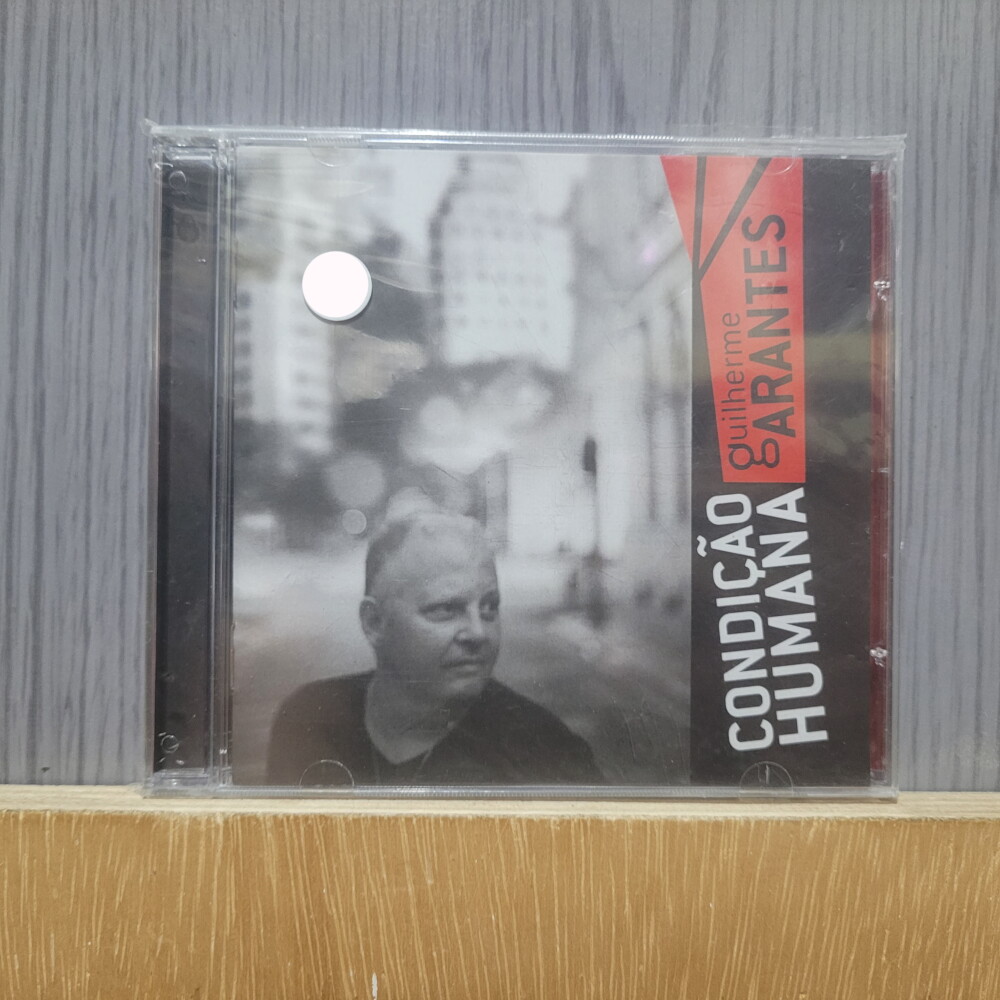 guilherme
ARANTES
CONDIÇÃO
HUMANA